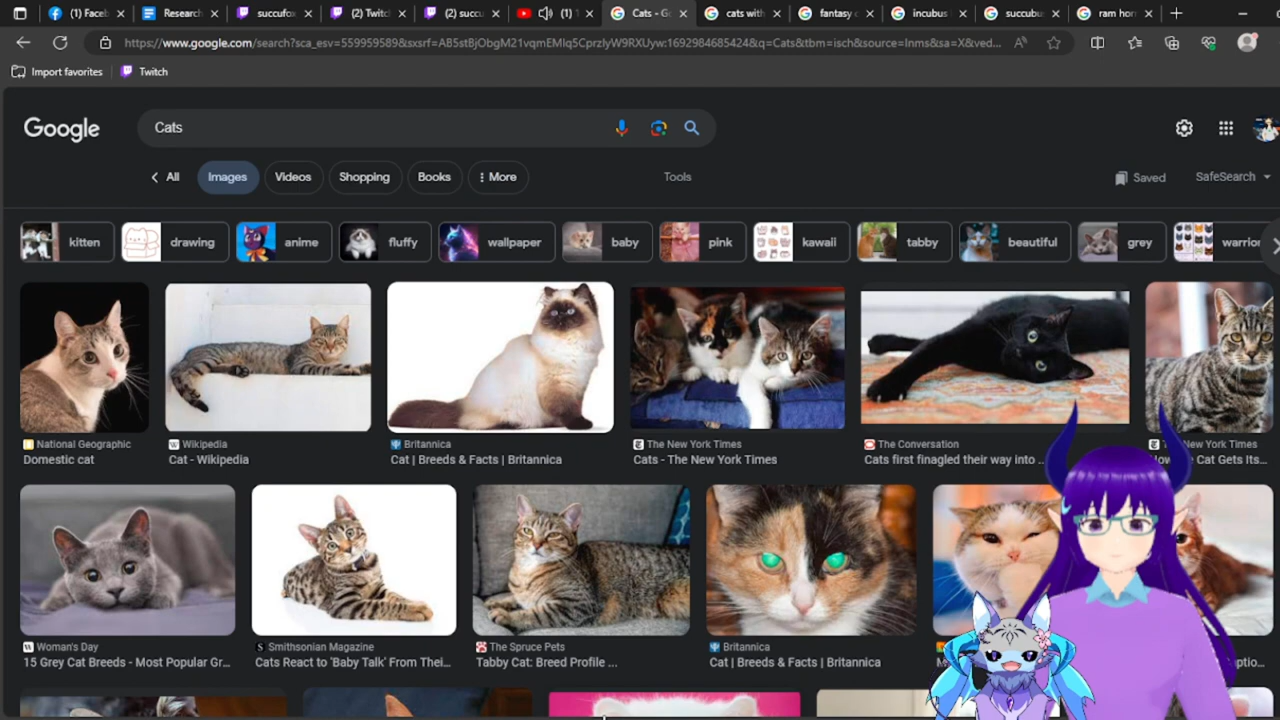 (1) Faceb
Research
succufox
(2) Twitc
(2) succu
(1) 
Cats - G
cats with
fantasy c
incubus
succubus
ram horn
https://www.google.com/search?sca_esv=559959589&sxsrf=AB5stBjObgM21vqmEMlq5CprzlyW9RXUyw:1692984685424&q=Cats&tbm=isch&source=lnms&sa=X&ved...
Import favorites
Twitch
Google
Cats
All
Images
Videos
Shopping
Books
More
Tools
Saved
SafeSearch
kitten
drawing
anime
fluffy
wallpaper
baby
pink
kawaii
tabby
beautiful
grey
warrior
National Geographic
Domestic cat
Wikipedia
Cat - Wikipedia
Britannica
Cat | Breeds & Facts | Britannica
The New York Times
Cats - The New York Times
The Conversation
Cats first finagled their way into ...
New York Times
Cat Gets Its...
Woman's Day
15 Grey Cat Breeds - Most Popular Gr...
Smithsonian Magazine
Cats React to 'Baby Talk' From Thei...
The Spruce Pets
Tabby Cat: Breed Profile ...
Britannica
Cat | Breeds & Facts | Britannica